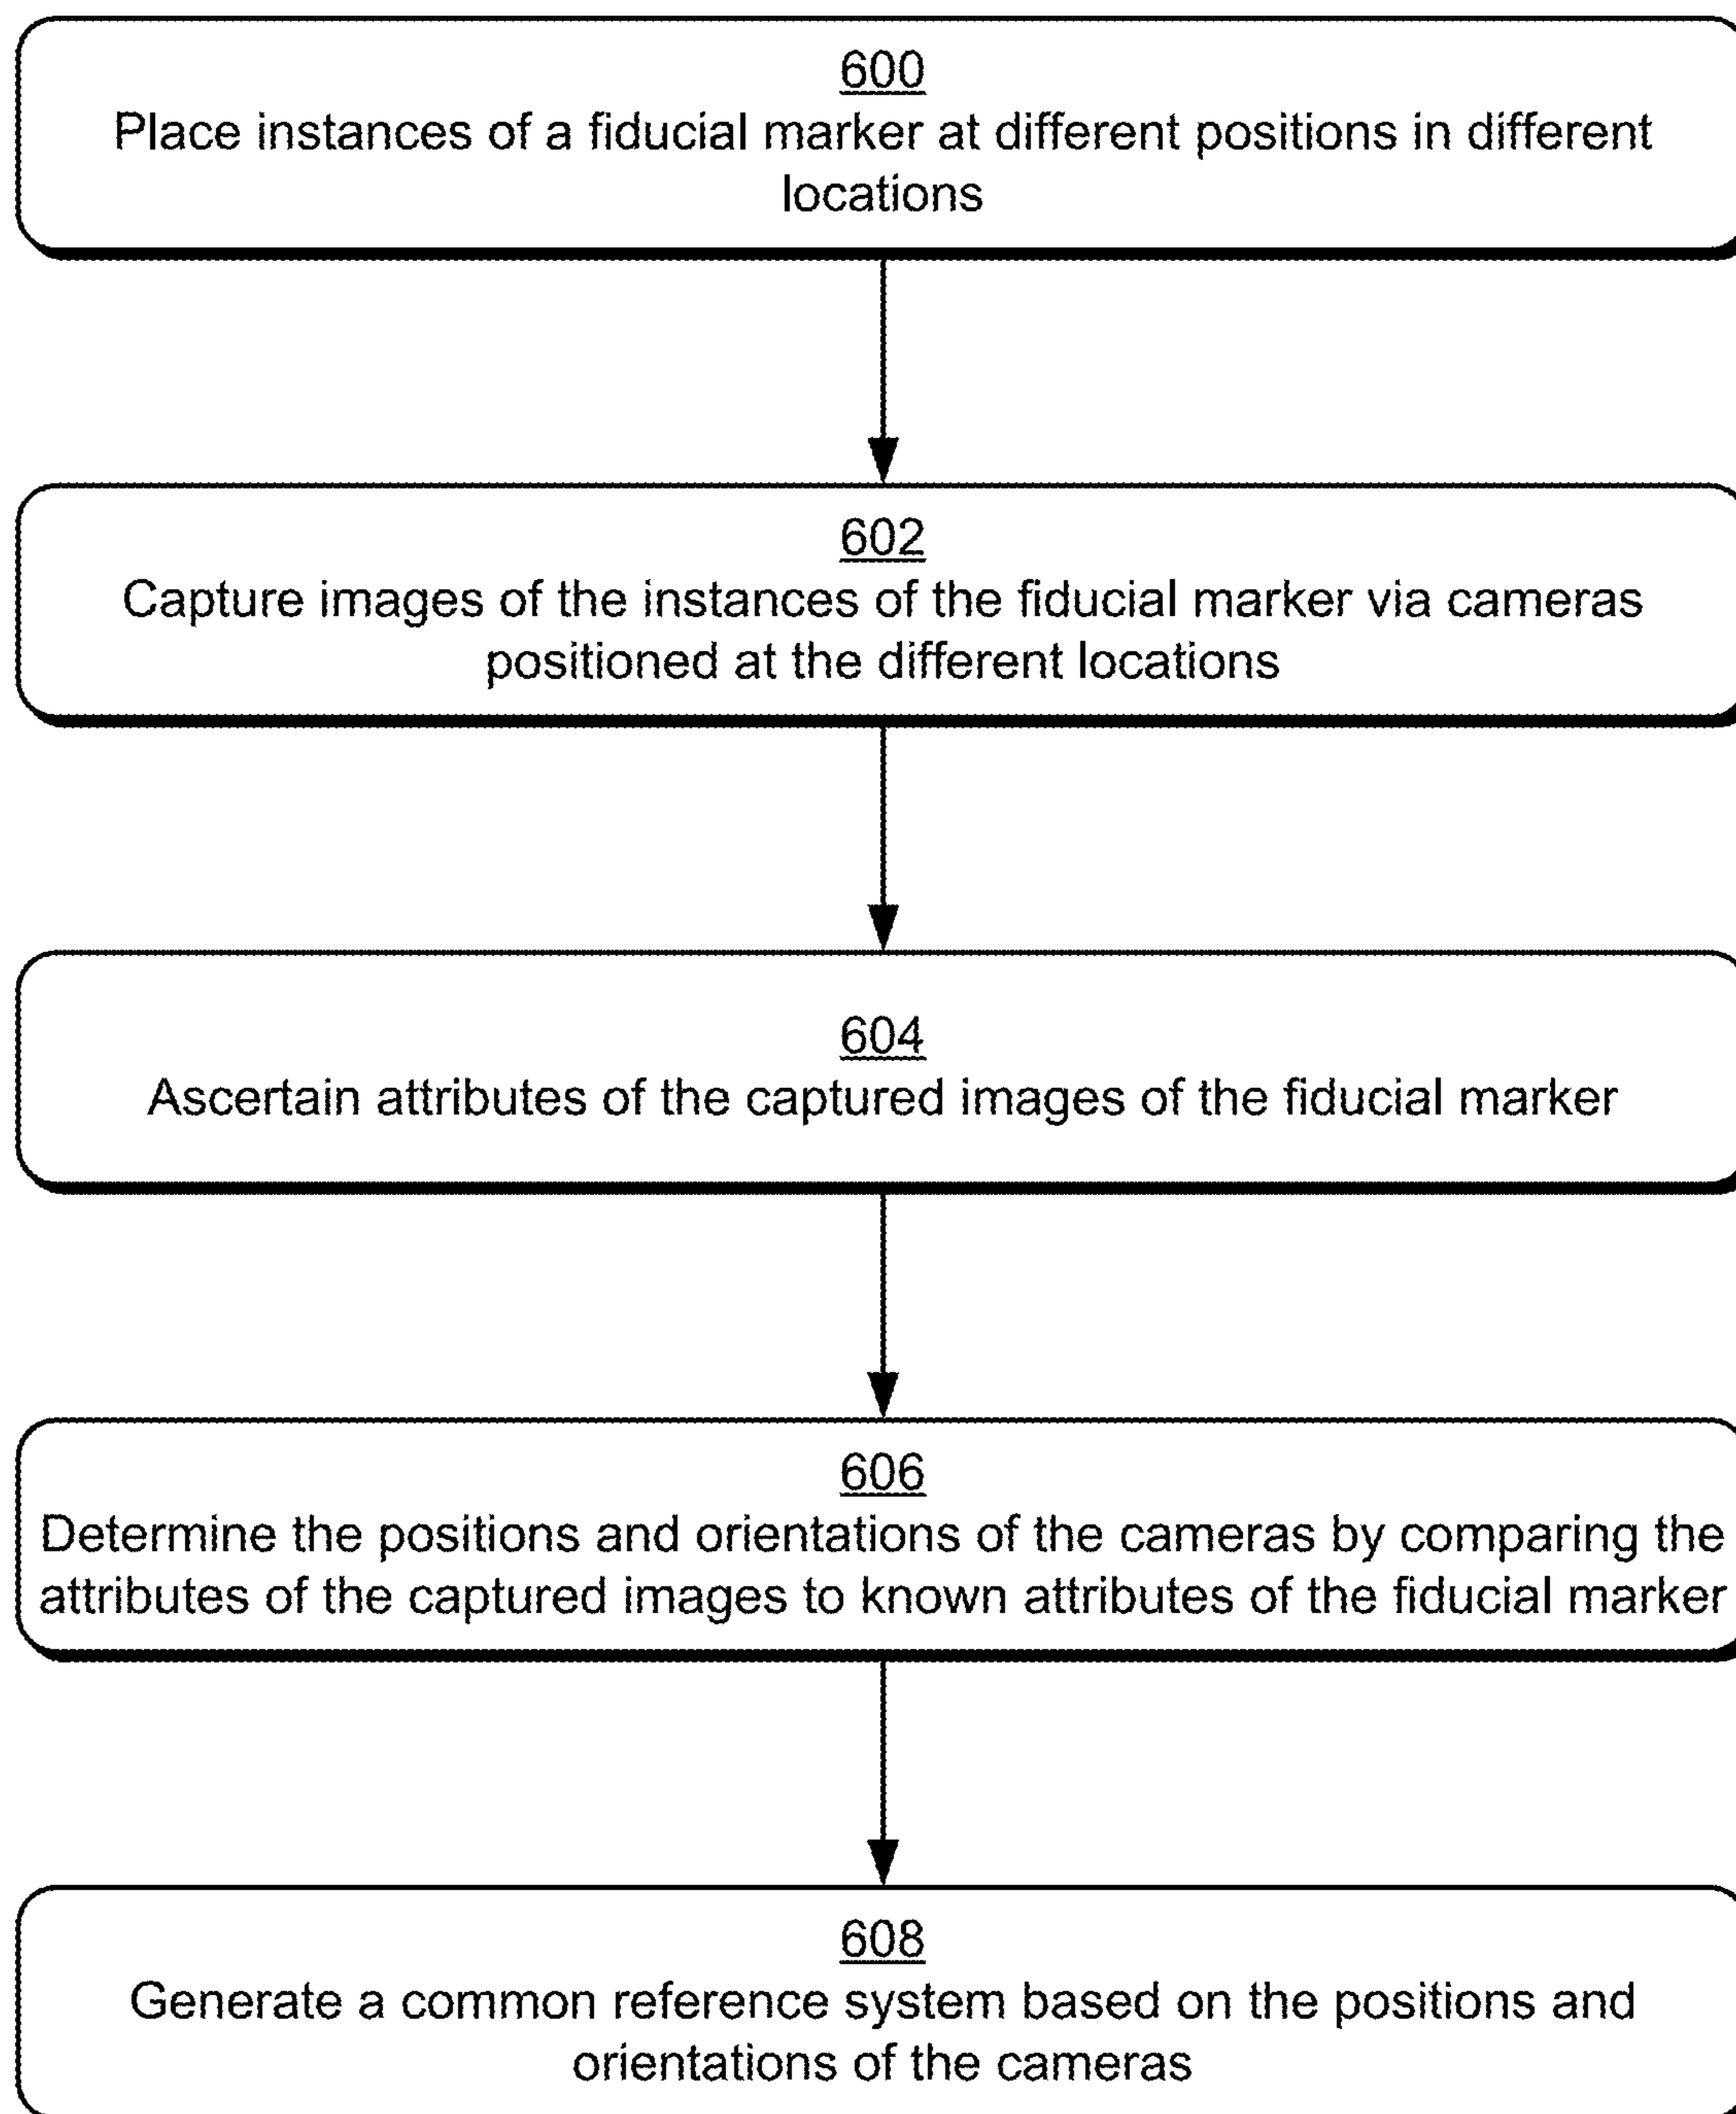 600
Place instances of a fiducial marker at different positions in different
locations
602
Capture images of the instances of the fiducial marker via cameras
positioned at the different locations
604
Ascertain attributes of the captured images of the fiducial marker
606
Determine the positions and orientations of the cameras by comparing the
attributes of the captured images to known attributes of the fiducial marker
608
Generate a common reference system based on the positions and
orientations of the cameras